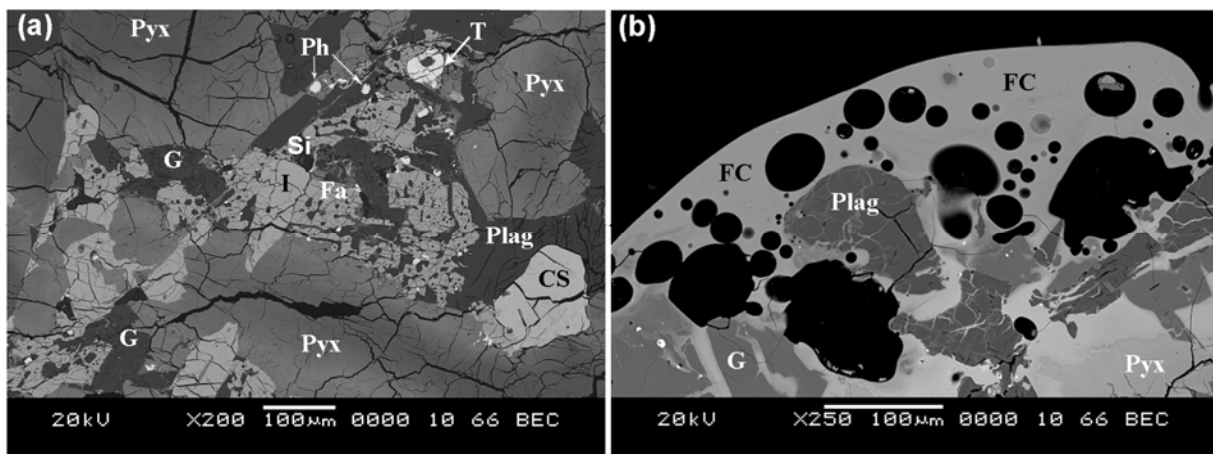 (a)
Pyx
Ph
T
Pyx
Si
G
I
Fa
Plag
CS
G
Pyx
20kV X200 100µm 0000 10 66 BEC
(b)
FC
FC
Plag
G
Pyx
20kV X250 100µm 0000 10 66 BEC